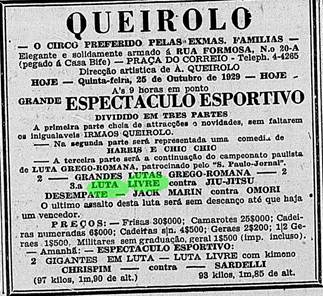 QUEIROLO
— O CIRCO PREFERIDO PELAS EXMAS. FAMILIAS —
Elegante e solidamente armado á RUA FORMOSA, N.o 20-A
(pegado á Casa Bife) — PRAÇA DO CORREIO — Teleph. 4-4265
Direcção artistica de A. QUEIROLO
HOJE — Quinta-feira, 25 de Outubro de 1929 — HOJE
A's 9 horas em ponto
GRANDE ESPECTACULO ESPORTIVO
DIVIDIDO EM TRES PARTES
A primeira parte cheia de attracções o novidades, sem faltarem
os inigualaveis IRMAOS QUEIROLO.
Na segunda parte será representada a comedia de
HARRIS E CHIC CHIC
A terceira parte será a continuação do campeonato paulista
de LUTA GREGO-ROMANA, patrocinado pelo "S. Paulo-Jornal".
2 — GRANDES LUTAS GREGO-ROMANA — 2
3.a LUTA LIVRE contra JIU-JITSU
DESEMPATE — JACK MARIN contra OMORI
O ultimo assalto desta luta será sem descanço até que haja
um vencedor.
PREÇOS: — Frisas 30$000; Camarotes 25$000; Cadei-
ras numeradas 6$000; Cadeiras s|n. 4$500; Geraes 2$200; 1|2 Ge-
raes 1$500. Militares sem graduação, geral 1$500 (imp. incluso).
— Amanhã: — ESPECTACULO ESPORTIVO:
2 GIGANTES EM LUTA — LUTA LIVRE com kimono
CHRISPIM contra SARDELLI
(97 kilos, 1m,90 de alt.) 93 kilos, 1m,85 de alt.)